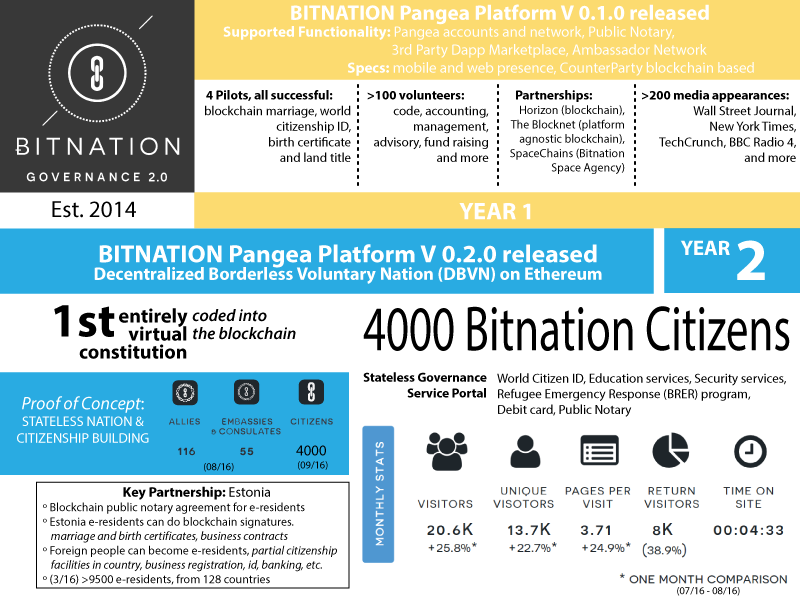 BITNATION
GOVERNANCE 2.0
Est. 2014
BITNATION Pangea Platform V 0.1.0 released
Supported Functionality: Pangea accounts and network, Public Notary,
3rd Party Dapp Marketplace, Ambassador Network
Specs: mobile and web presence, CounterParty blockchain based
4 Pilots, all successful:
blockchain marriage, world
citizenship ID,
birth certificate
and land title
>100 volunteers:
code, accounting,
management,
advisory, fund raising
and more
Partnerships:
Horizon (blockchain),
The Blocknet (platform
agnostic blockchain),
SpaceChains (Bitnation
Space Agency)
>200 media appearances:
Wall Street Journal,
New York Times,
TechCrunch, BBC Radio 4,
and more
YEAR 1
BITNATION Pangea Platform V 0.2.0 released
Decentralized Borderless Voluntary Nation (DBVN) on Ethereum
YEAR 2
1st entirely virtual constitution
coded into
the blockchain
4000 Bitnation Citizens
Proof of Concept:
STATELESS NATION &
CITIZENSHIP BUILDING
ALLIES
116
EMBASSIES
& CONSULATES
55
(08/16)
CITIZENS
4000
(09/16)
Stateless Governance
Service Portal
World Citizen ID, Education services, Security services,
Refugee Emergency Response (BRER) program,
Debit card, Public Notary
Key Partnership: Estonia
º Blockchain public notary agreement for e-residents
º Estonia e-residents can do blockchain signatures.
marriage and birth certificates, business contracts
º Foreign people can become e-residents, partial citizenship
facilities in country, business registration, id, banking, etc.
º (3/16) >9500 e-residents, from 128 countries
MONTHLY STATS
VISITORS
20.6K
+25.8%*
UNIQUE
VISOTORS
13.7K
+22.7%*
PAGES PER
VISIT
3.71
+24.9%*
RETURN
VISITORS
8K
(38.9%)
TIME ON
SITE
00:04:33
* ONE MONTH COMPARISON
(07/16 - 08/16)